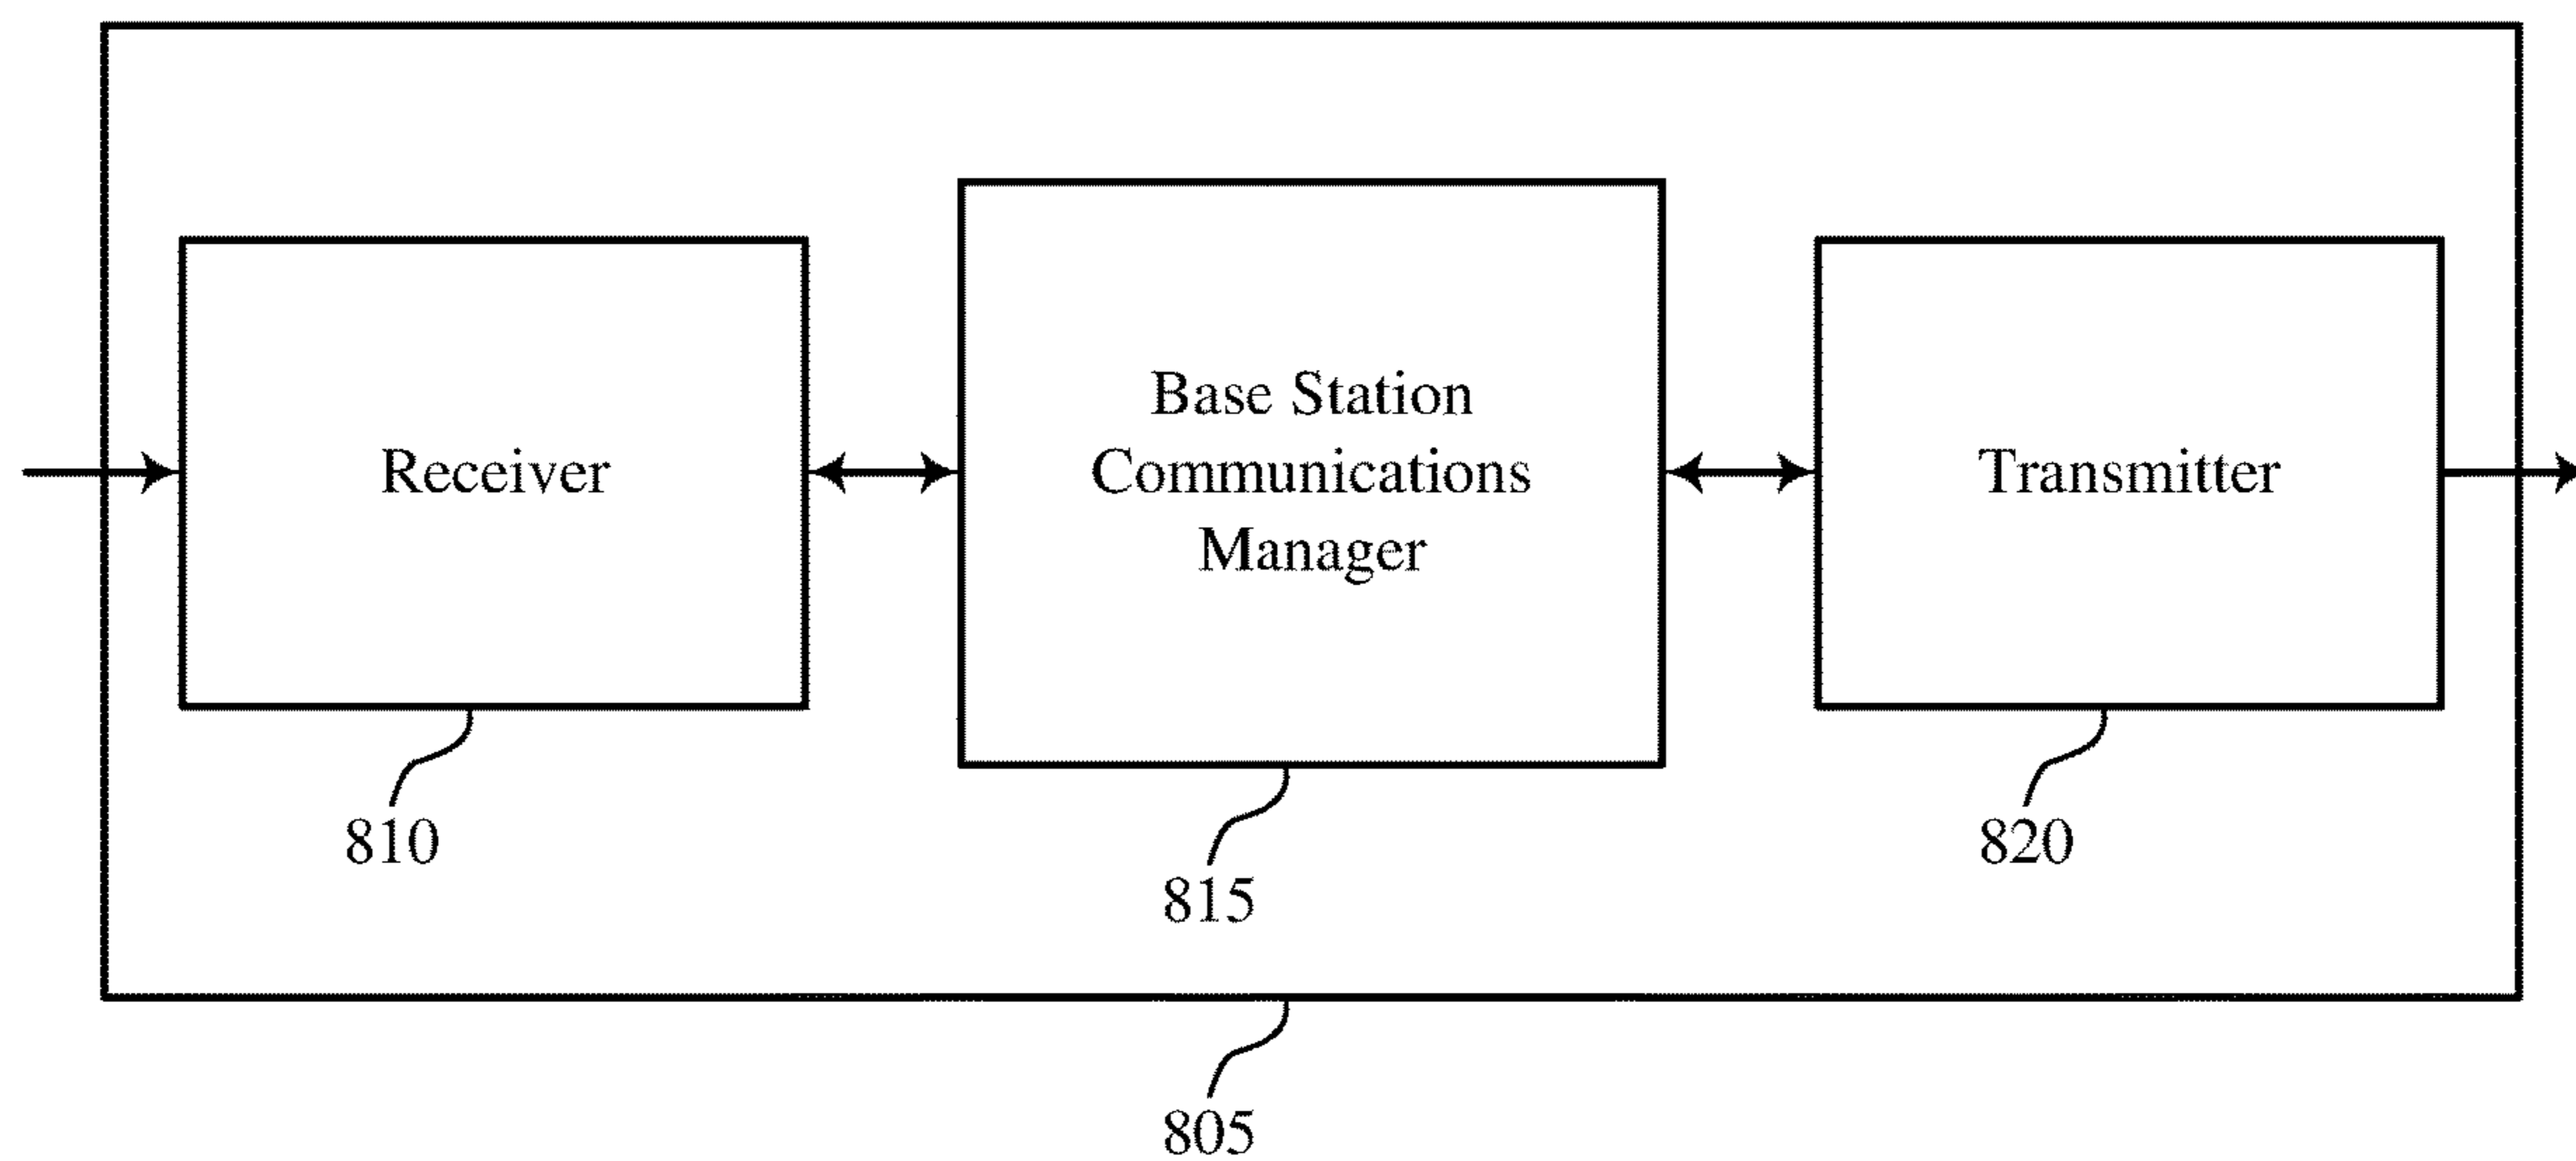 Receiver
Base Station
Communications
Manager
Transmitter
810
815
820
805